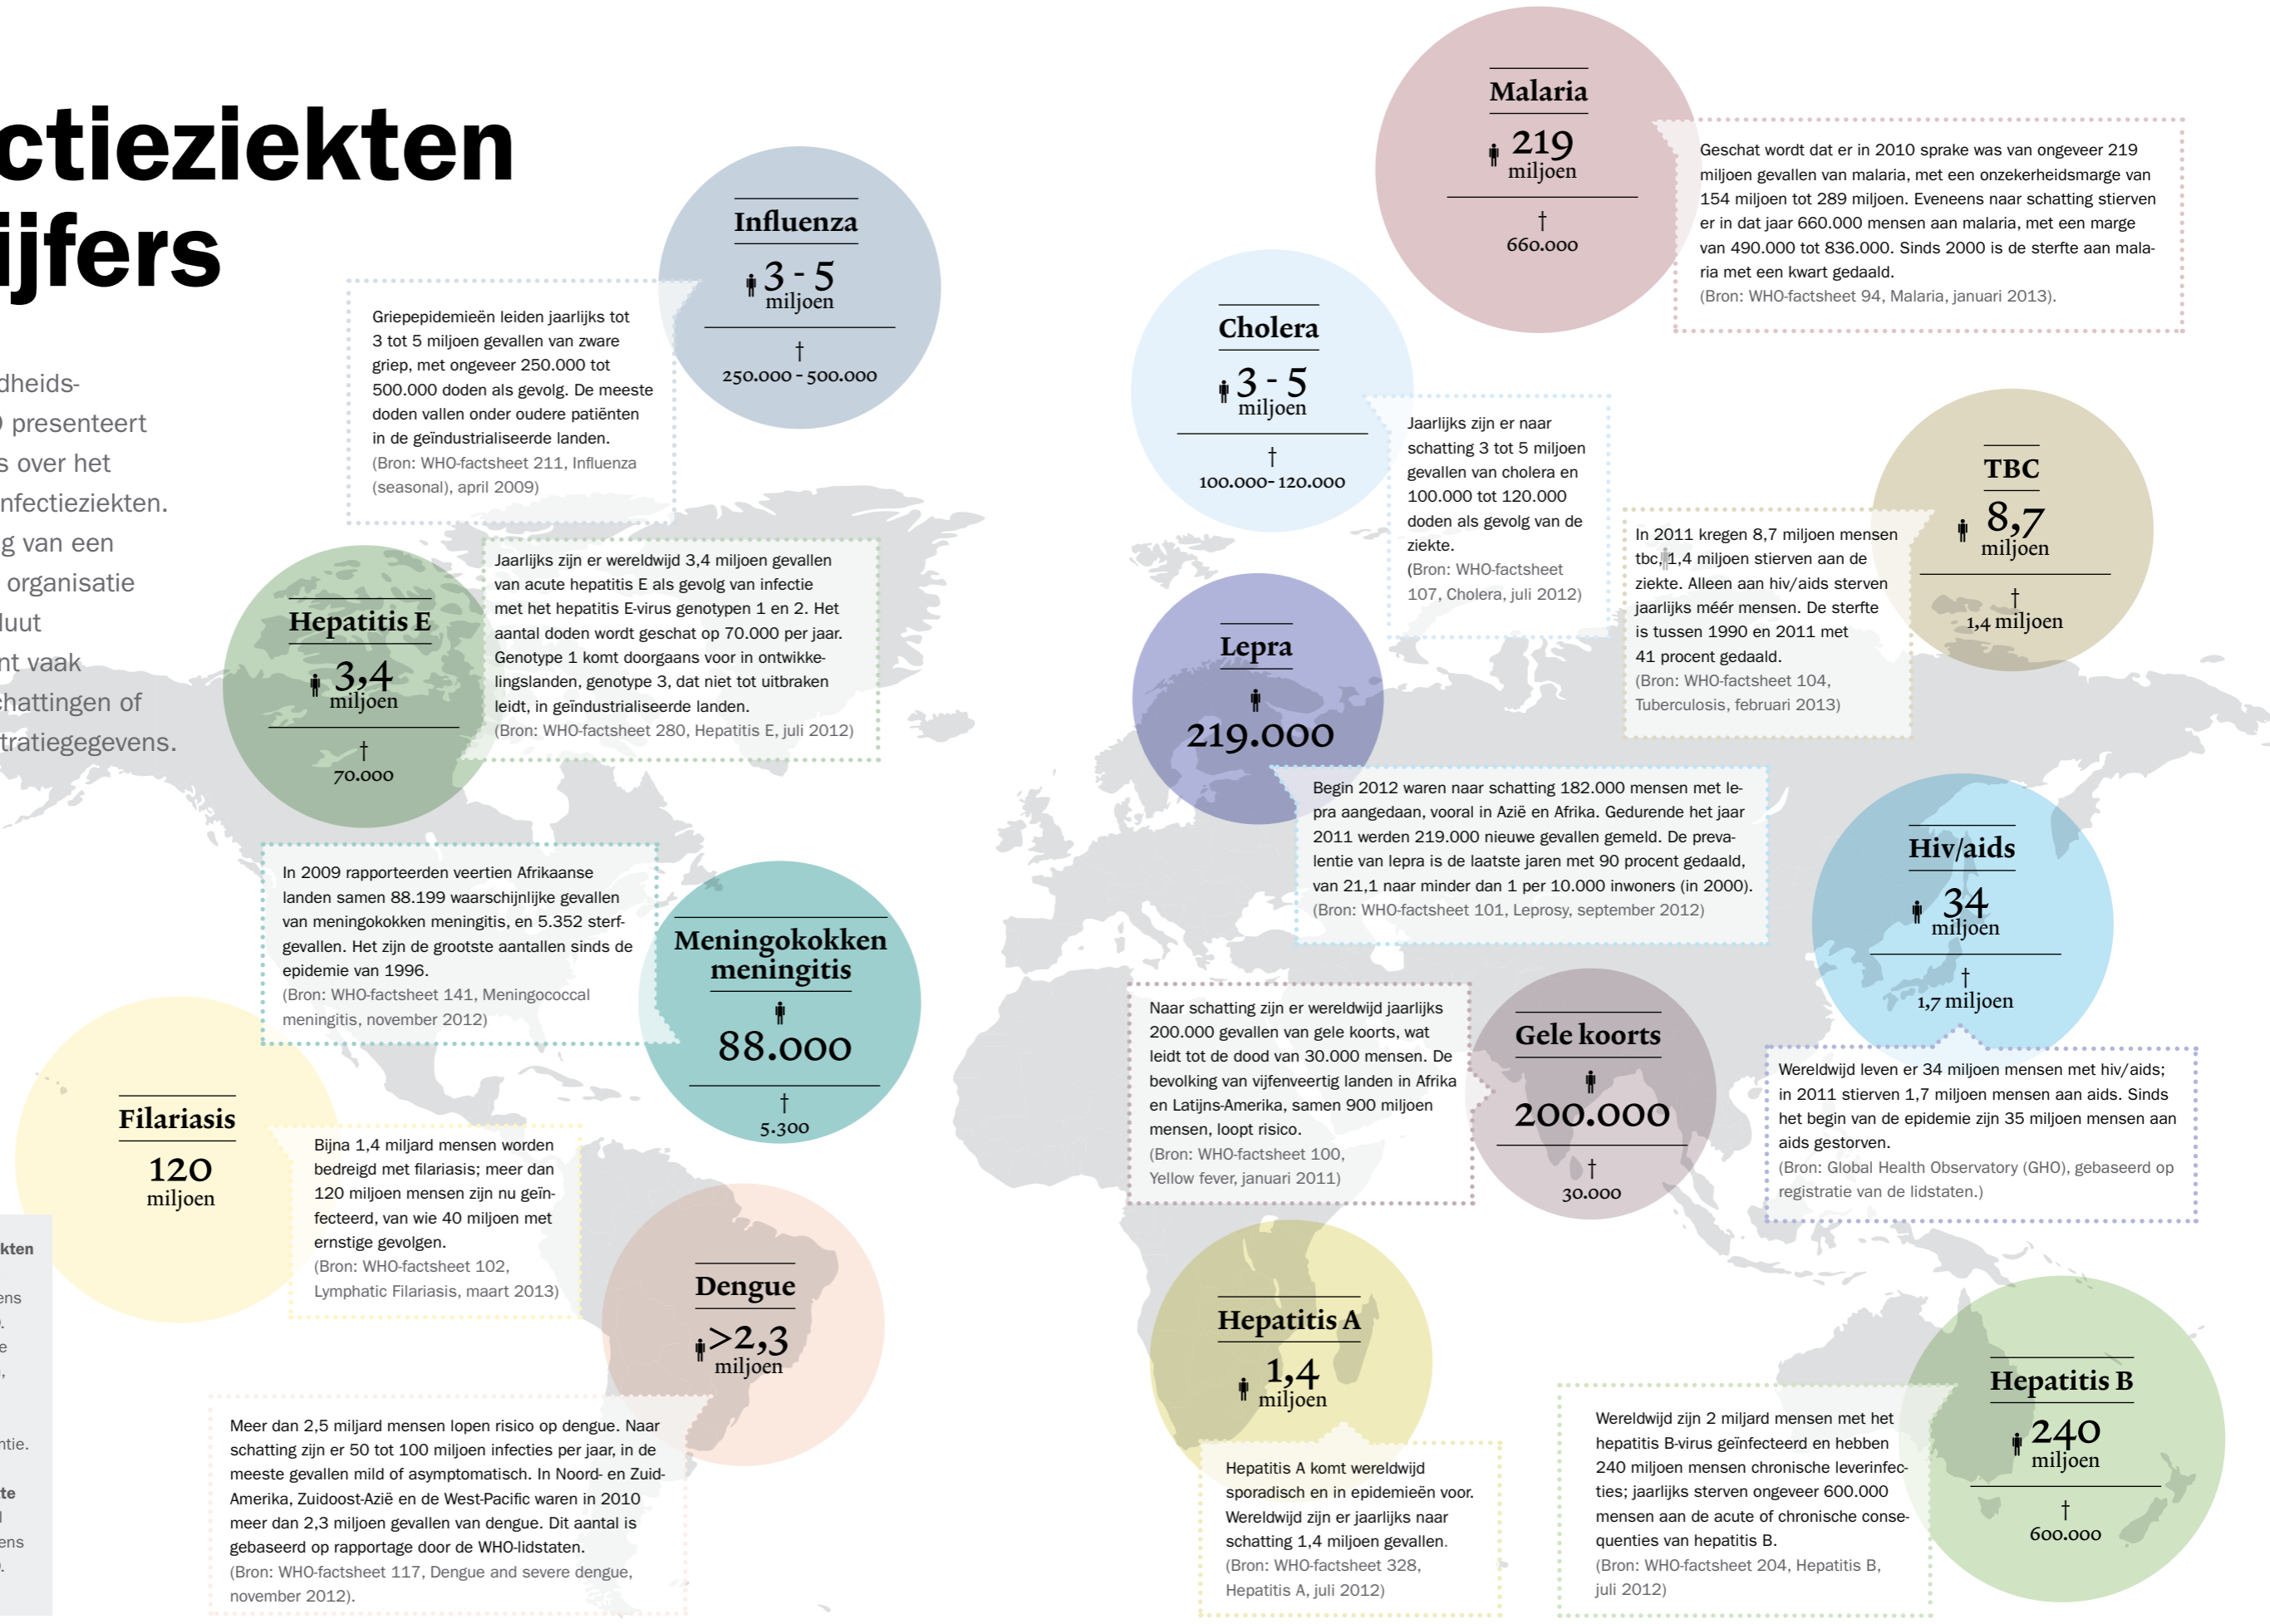 ctieziekten
ijfers
dheids-
presenteert
s over het
nfectieziekten.
g van een
organisatie
luut
nt vaak
chattingen of
tratiegegevens.
Influenza
3 - 5
miljoen
†
250.000 - 500.000
Griepepidemieën leiden jaarlijks tot
3 tot 5 miljoen gevallen van zware
griep, met ongeveer 250.000 tot
500.000 doden als gevolg. De meeste
doden vallen onder oudere patiënten
in de geïndustrialiseerde landen.
(Bron: WHO-factsheet 211, Influenza
(seasonal), april 2009)
Malaria
219
miljoen
†
660.000
Geschat wordt dat er in 2010 sprake was van ongeveer 219
miljoen gevallen van malaria, met een onzekerheidsmarge van
154 miljoen tot 289 miljoen. Eveneens naar schatting stierven
er in dat jaar 660.000 mensen aan malaria, met een marge
van 490.000 tot 836.000. Sinds 2000 is de sterfte aan mala-
ria met een kwart gedaald.
(Bron: WHO-factsheet 94, Malaria, januari 2013).
Cholera
3 - 5
miljoen
†
100.000- 120.000
Jaarlijks zijn er naar
schatting 3 tot 5 miljoen
gevallen van cholera en
100.000 tot 120.000
doden als gevolg van de
ziekte.
(Bron: WHO-factsheet
107, Cholera, juli 2012)
TBC
8,7
miljoen
†
1,4 miljoen
In 2011 kregen 8,7 miljoen mensen
tbc, 1,4 miljoen stierven aan de
ziekte. Alleen aan hiv/aids sterven
jaarlijks méér mensen. De sterfte
is tussen 1990 en 2011 met
41 procent gedaald.
(Bron: WHO-factsheet 104,
Tuberculosis, februari 2013)
Hepatitis E
3,4
miljoen
†
70.000
Jaarlijks zijn er wereldwijd 3,4 miljoen gevallen
van acute hepatitis E als gevolg van infectie
met het hepatitis E-virus genotypen 1 en 2. Het
aantal doden wordt geschat op 70.000 per jaar.
Genotype 1 komt doorgaans voor in ontwikke-
lingslanden, genotype 3, dat niet tot uitbraken
leidt, in geïndustrialiseerde landen.
(Bron: WHO-factsheet 280, Hepatitis E, juli 2012)
Lepra
219.000
Begin 2012 waren naar schatting 182.000 mensen met le-
pra aangedaan, vooral in Azië en Afrika. Gedurende het jaar
2011 werden 219.000 nieuwe gevallen gemeld. De preva-
lentie van lepra is de laatste jaren met 90 procent gedaald,
van 21,1 naar minder dan 1 per 10.000 inwoners (in 2000).
(Bron: WHO-factsheet 101, Leprosy, september 2012)
Hiv/aids
34
miljoen
†
1,7 miljoen
Wereldwijd leven er 34 miljoen mensen met hiv/aids;
in 2011 stierven 1,7 miljoen mensen aan aids. Sinds
het begin van de epidemie zijn 35 miljoen mensen aan
aids gestorven.
(Bron: Global Health Observatory (GHO), gebaseerd op
registratie van de lidstaten.)
In 2009 rapporteerden veertien Afrikaanse
landen samen 88.199 waarschijnlijke gevallen
van meningokokken meningitis, en 5.352 sterf-
gevallen. Het zijn de grootste aantallen sinds de
epidemie van 1996.
(Bron: WHO-factsheet 141, Meningococcal
meningitis, november 2012)
Meningokokken
meningitis
88.000
†
5.300
Naar schatting zijn er wereldwijd jaarlijks
200.000 gevallen van gele koorts, wat
leidt tot de dood van 30.000 mensen. De
bevolking van vijfenveertig landen in Afrika
en Latijns-Amerika, samen 900 miljoen
mensen, loopt risico.
(Bron: WHO-factsheet 100,
Yellow fever, januari 2011)
Gele koorts
200.000
†
30.000
Filariasis
120
miljoen
Bijna 1,4 miljard mensen worden
bedreigd met filariasis; meer dan
120 miljoen mensen zijn nu geïn-
fecteerd, van wie 40 miljoen met
ernstige gevolgen.
(Bron: WHO-factsheet 102,
Lymphatic Filariasis, maart 2013)
kten
ens
.
e
,
ntie.
te
l
ens
.
Dengue
>2,3
miljoen
Meer dan 2,5 miljard mensen lopen risico op dengue. Naar
schatting zijn er 50 tot 100 miljoen infecties per jaar, in de
meeste gevallen mild of asymptomatisch. In Noord- en Zuid-
Amerika, Zuidoost-Azië en de West-Pacific waren in 2010
meer dan 2,3 miljoen gevallen van dengue. Dit aantal is
gebaseerd op rapportage door de WHO-lidstaten.
(Bron: WHO-factsheet 117, Dengue and severe dengue,
november 2012).
Hepatitis A
1,4
miljoen
Hepatitis A komt wereldwijd
sporadisch en in epidemieën voor.
Wereldwijd zijn er jaarlijks naar
schatting 1,4 miljoen gevallen.
(Bron: WHO-factsheet 328,
Hepatitis A, juli 2012)
Hepatitis B
240
miljoen
†
600.000
Wereldwijd zijn 2 miljard mensen met het
hepatitis B-virus geïnfecteerd en hebben
240 miljoen mensen chronische leverinfec-
ties; jaarlijks sterven ongeveer 600.000
mensen aan de acute of chronische conse-
quenties van hepatitis B.
(Bron: WHO-factsheet 204, Hepatitis B,
juli 2012)